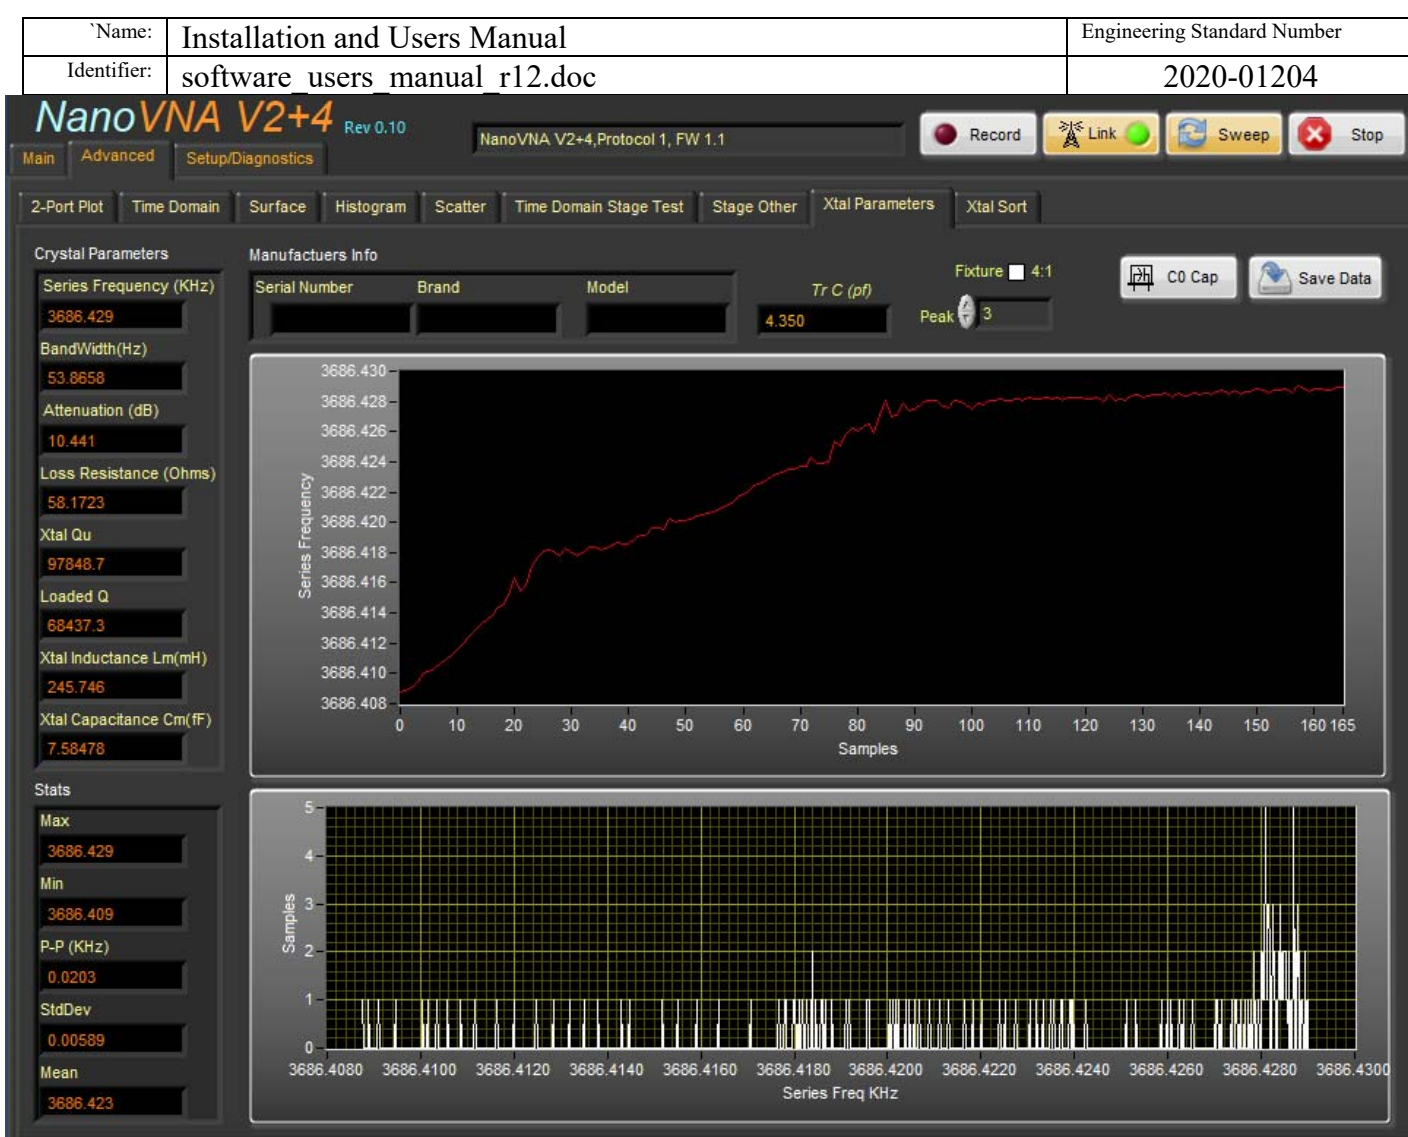 `Name: Installation and Users Manual Engineering Standard Number
Identifier: software_users_manual_r12.doc 2020-01204
NanoVNA V2+4 Rev 0.10
NanoVNA V2+4,Protocol 1, FW 1.1
Record Link Sweep Stop
Main Advanced Setup/Diagnostics
2-Port Plot Time Domain Surface Histogram Scatter Time Domain Stage Test Stage Other Xtal Parameters Xtal Sort
Crystal Parameters
Series Frequency (KHz)
3686.429
BandWidth(Hz)
53.8658
Attenuation (dB)
10.441
Loss Resistance (Ohms)
58.1723
Xtal Qu
97848.7
Loaded Q
68437.3
Xtal Inductance Lm(mH)
245.746
Xtal Capacitance Cm(fF)
7.58478
Manufactuers Info
Serial Number Brand Model
Tr C (pf)
4.350
Fixture 4:1
Peak 3
C0 Cap Save Data
3686.430
3686.428
3686.426
3686.424
3686.422
3686.420
3686.418
3686.416
3686.414
3686.412
3686.410
3686.408
Series Frequency
0 10 20 30 40 50 60 70 80 90 100 110 120 130 140 150 160 165
Samples
Stats
Max
3686.429
Min
3686.409
P-P (KHz)
0.0203
StdDev
0.00589
Mean
3686.423
5
4
3
2
1
0
Samples
3686.4080 3686.4100 3686.4120 3686.4140 3686.4160 3686.4180 3686.4200 3686.4220 3686.4240 3686.4260 3686.4280 3686.4300
Series Freq KHz